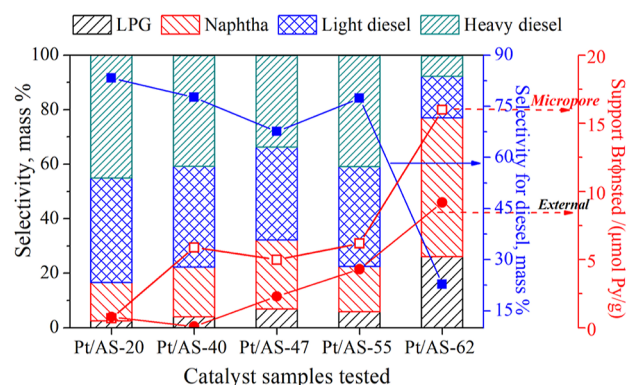 LPG Naphtha Light diesel Heavy diesel
Selectivity, mass %
100
80
60
40
20
0
90
75
60
45
30
15
Selectivity for diesel, mass %
20
15
10
5
0
Support Brønsted /(μmol Py/g)
Micropore
External
Pt/AS-20 Pt/AS-40 Pt/AS-47 Pt/AS-55 Pt/AS-62
Catalyst samples tested